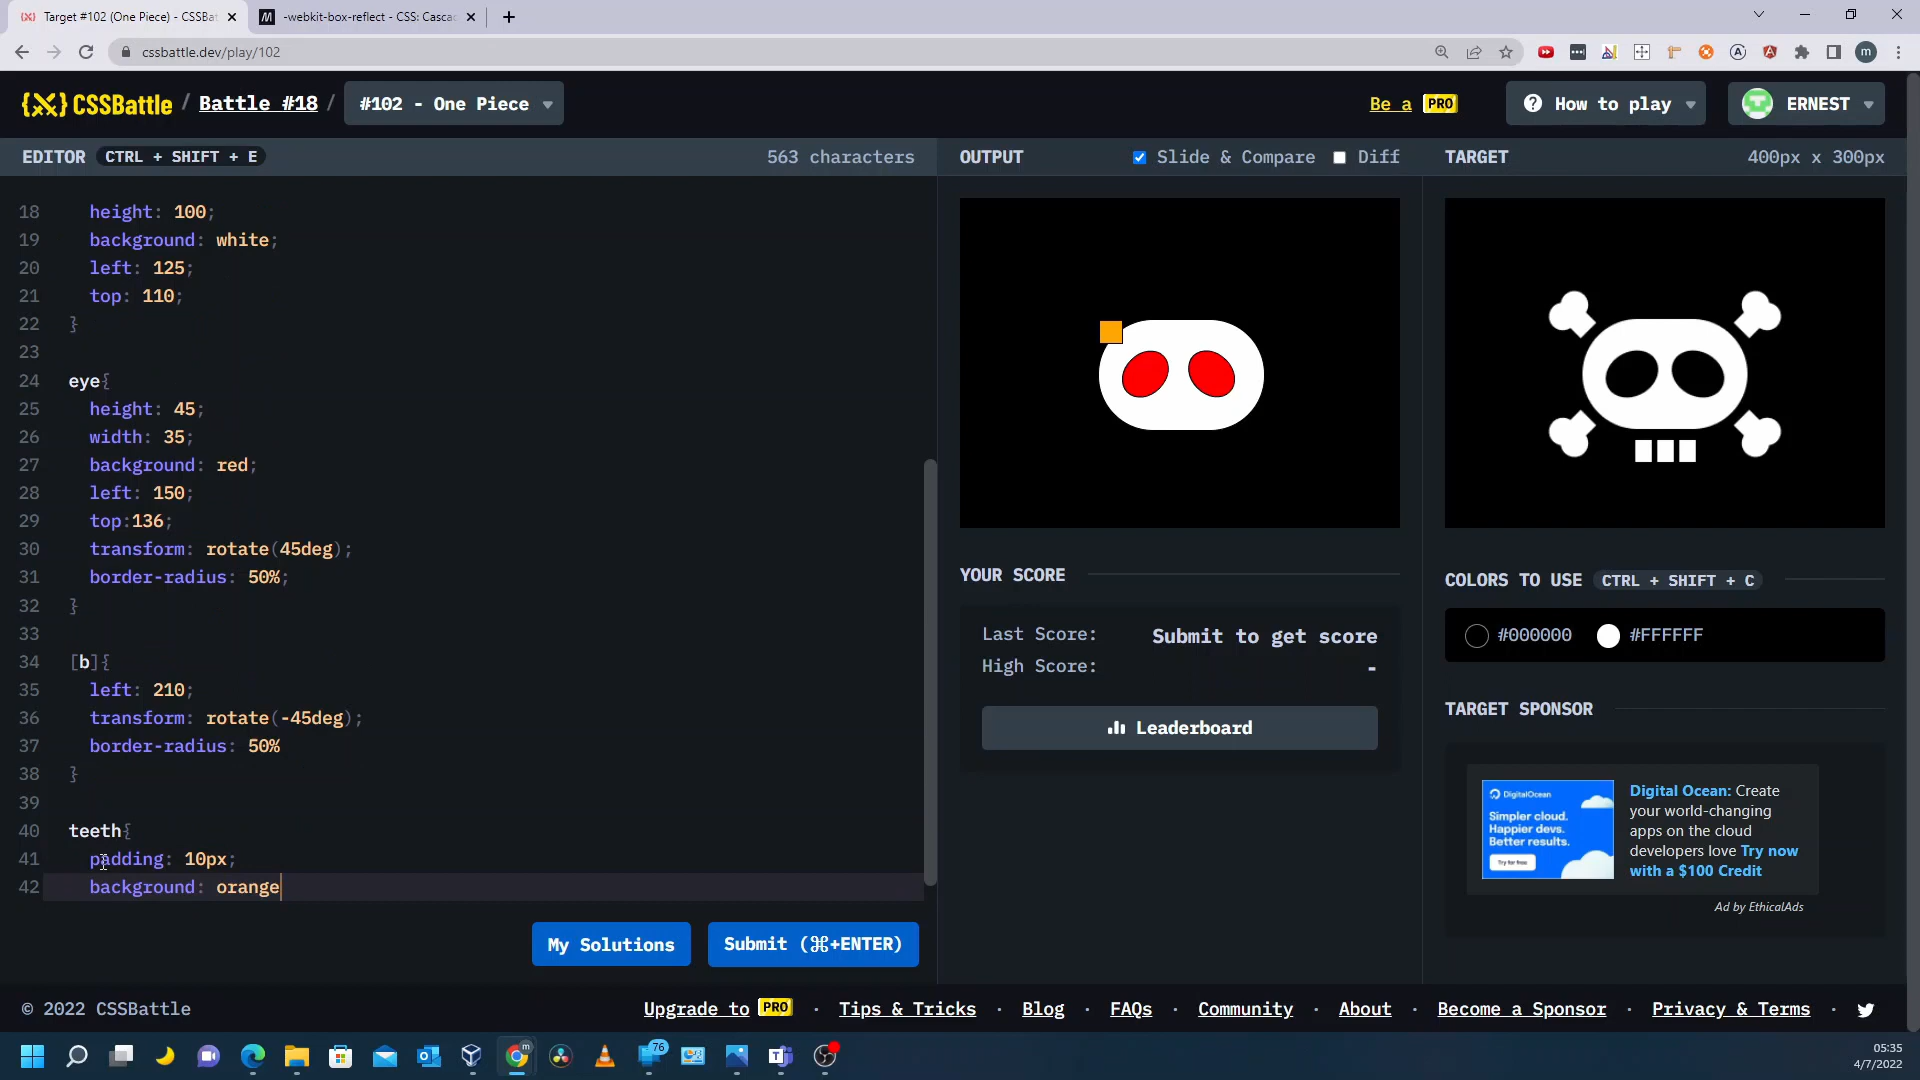 Target #102 (One Piece) - CSSBat
-webkit-box-reflect - CSS: Casca
cssbattle.dev/play/102
CSSBattle / Battle #18 / #102 - One Piece
Be a PRO
How to play
ERNEST
EDITOR CTRL + SHIFT + E 563 characters
OUTPUT Slide & Compare Diff
TARGET 400px x 300px
18 height: 100;
19 background: white;
20 left: 125;
21 top: 110;
22 }
23
24 eye{
25 height: 45;
26 width: 35;
27 background: red;
28 left: 150;
29 top:136;
30 transform: rotate(45deg);
31 border-radius: 50%;
32 }
33
34 [b]{
35 left: 210;
36 transform: rotate(-45deg);
37 border-radius: 50%
38 }
39
40 teeth{
41 padding: 10px;
42 background: orange
My Solutions
Submit (⌘+ENTER)
YOUR SCORE
Last Score: Submit to get score
High Score: -
Leaderboard
COLORS TO USE CTRL + SHIFT + C
#000000 #FFFFFF
TARGET SPONSOR
DigitalOcean
Simpler cloud.
Happier devs.
Better results.
Try for free
Digital Ocean: Create
your world-changing
apps on the cloud
developers love Try now
with a $100 Credit
Ad by EthicalAds
© 2022 CSSBattle
Upgrade to PRO · Tips & Tricks · Blog · FAQs · Community · About · Become a Sponsor · Privacy & Terms ·
76
05:35
4/7/2022